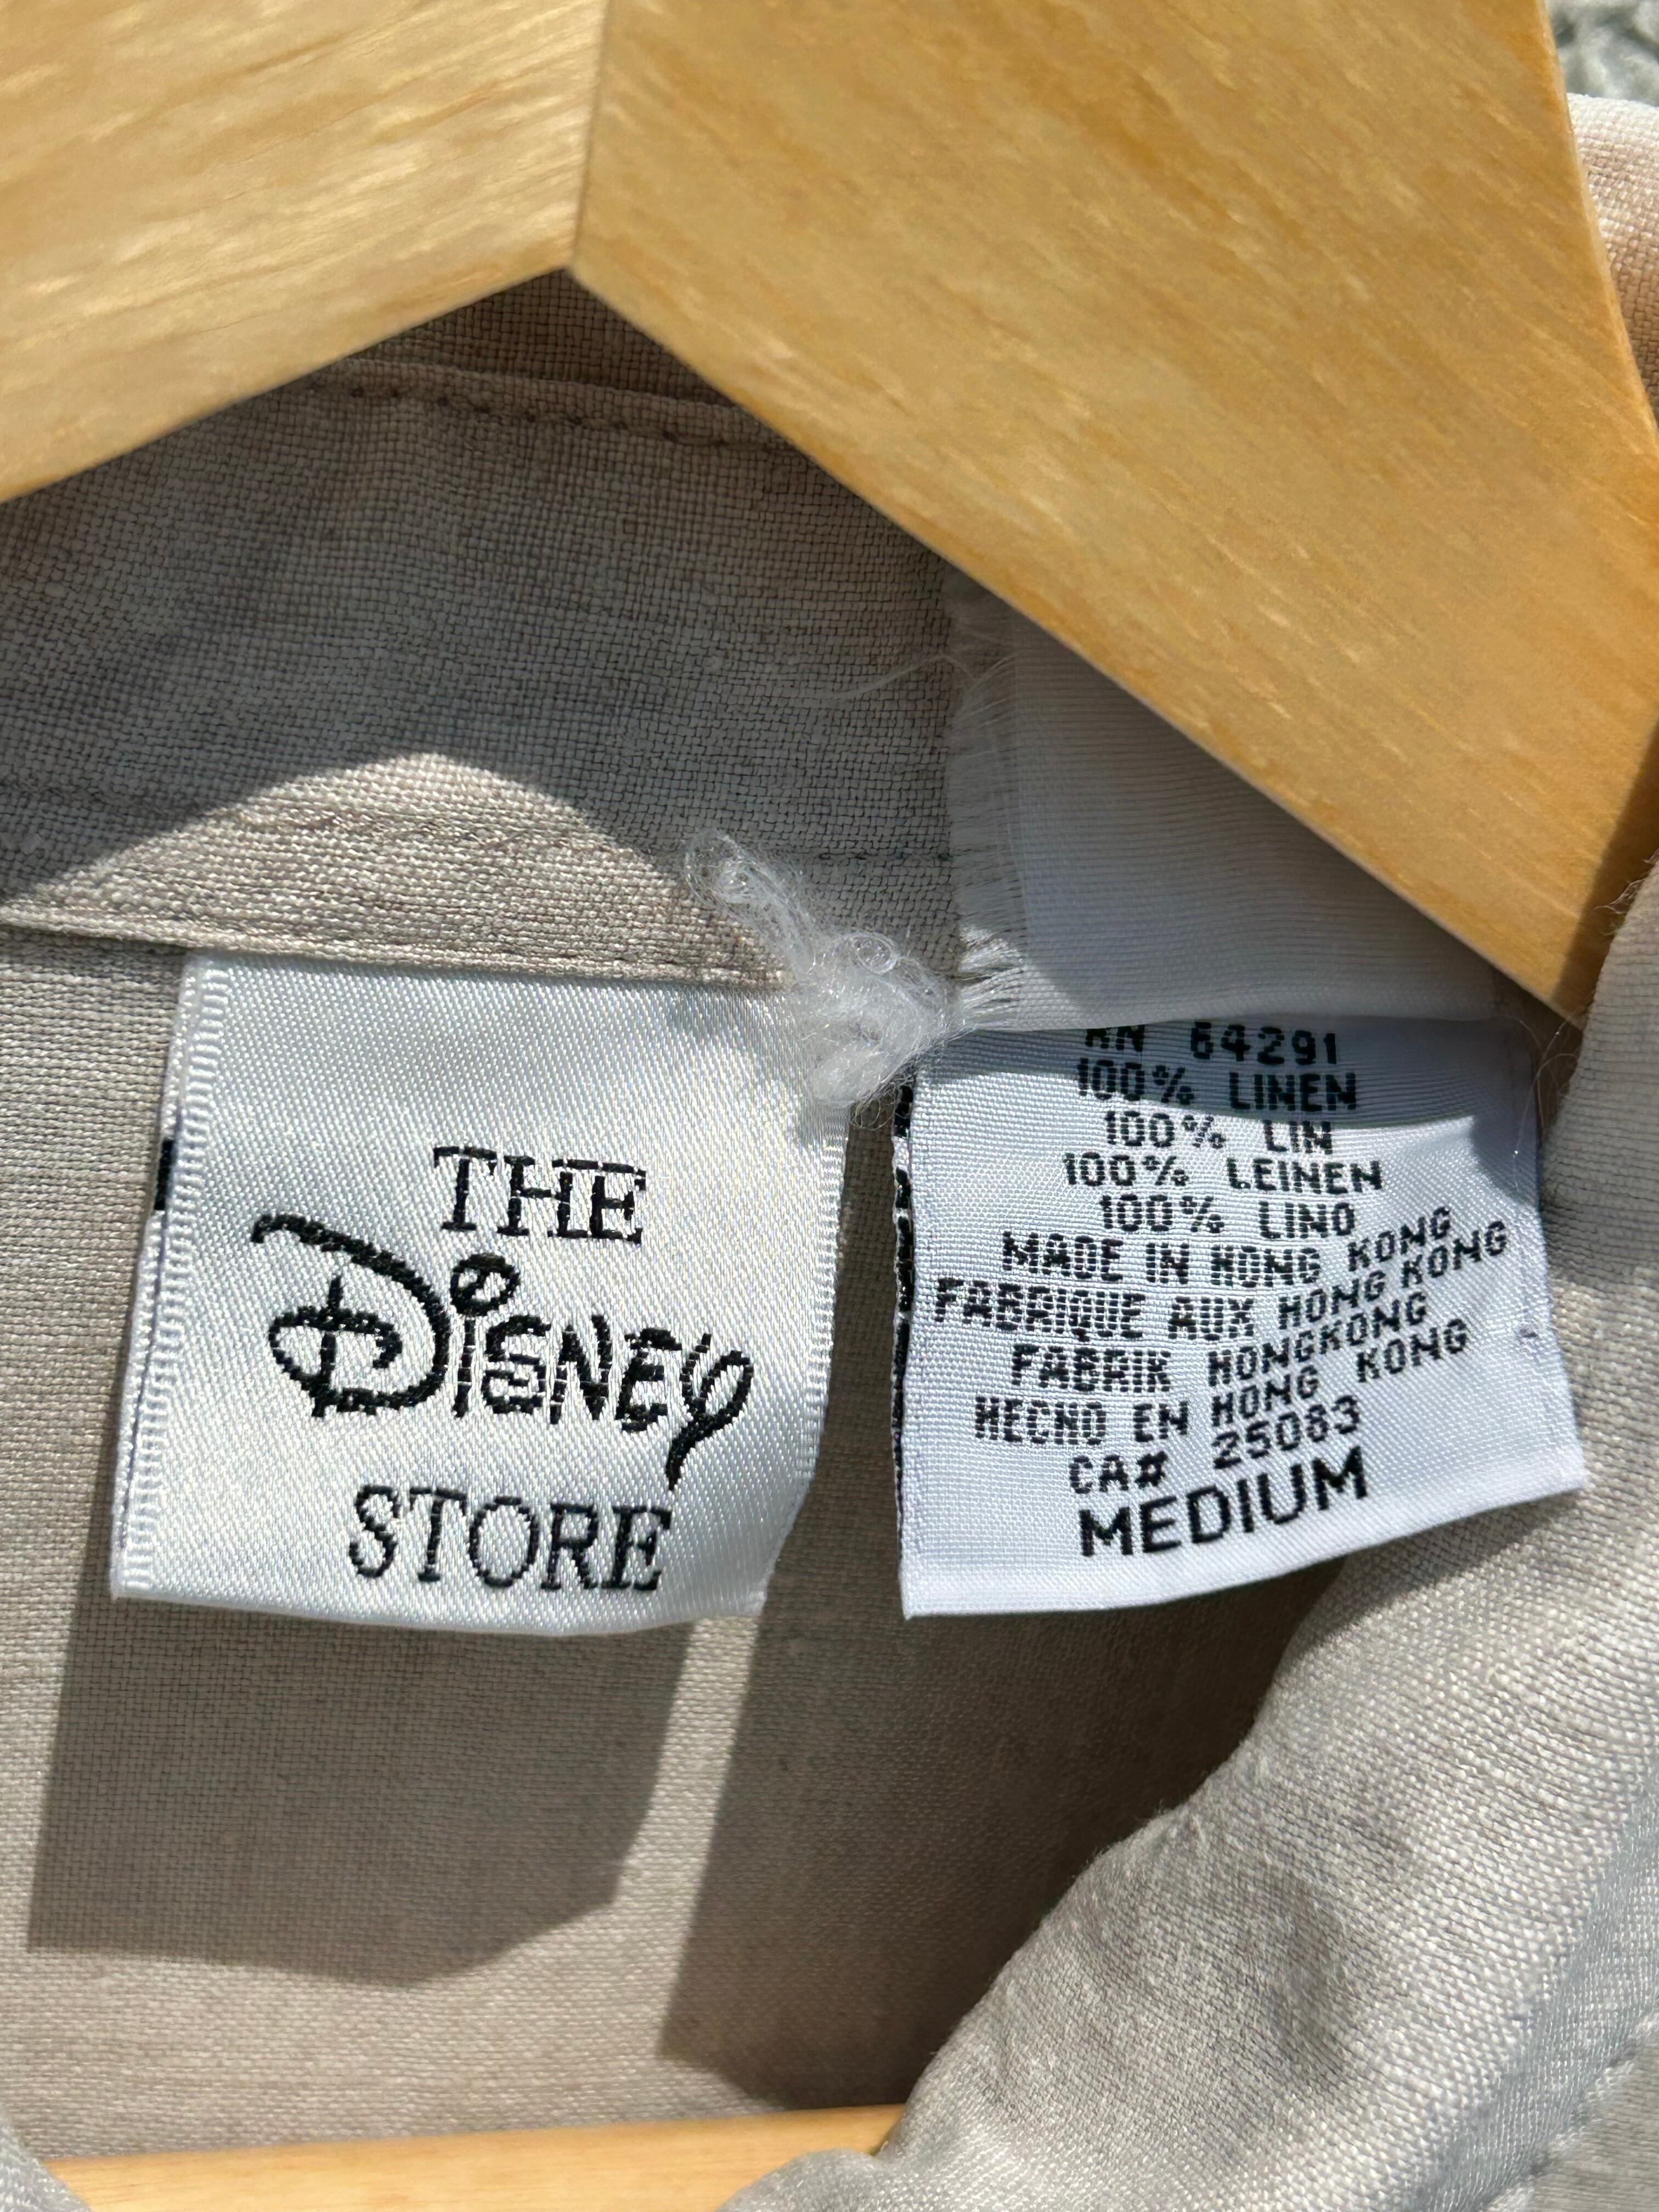 THE
DISNEY
STORE
RN 64291
100% LINEN
100% LIN
100% LEINEN
100% LINO
MADE IN HONG KONG
FABRIQUE AUX HONG KONG
FABRIK HONGKONG
HECHO EN HONG KONG
CA# 25083
MEDIUM